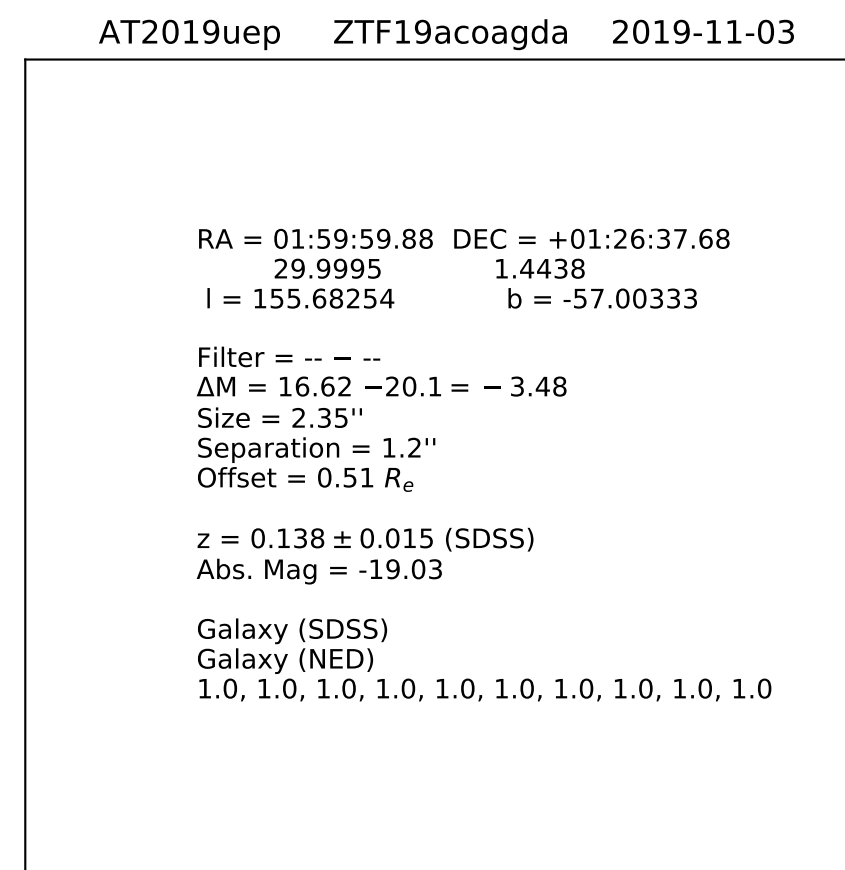 AT2019uep ZTF19acoagda 2019-11-03
RA = 01:59:59.88 DEC = +01:26:37.68
29.9995 1.4438
l = 155.68254 b = -57.00333
Filter = -- − --
ΔM = 16.62 −20.1 = − 3.48
Size = 2.35''
Separation = 1.2''
Offset = 0.51 Rₑ
z = 0.138 ± 0.015 (SDSS)
Abs. Mag = -19.03
Galaxy (SDSS)
Galaxy (NED)
1.0, 1.0, 1.0, 1.0, 1.0, 1.0, 1.0, 1.0, 1.0, 1.0